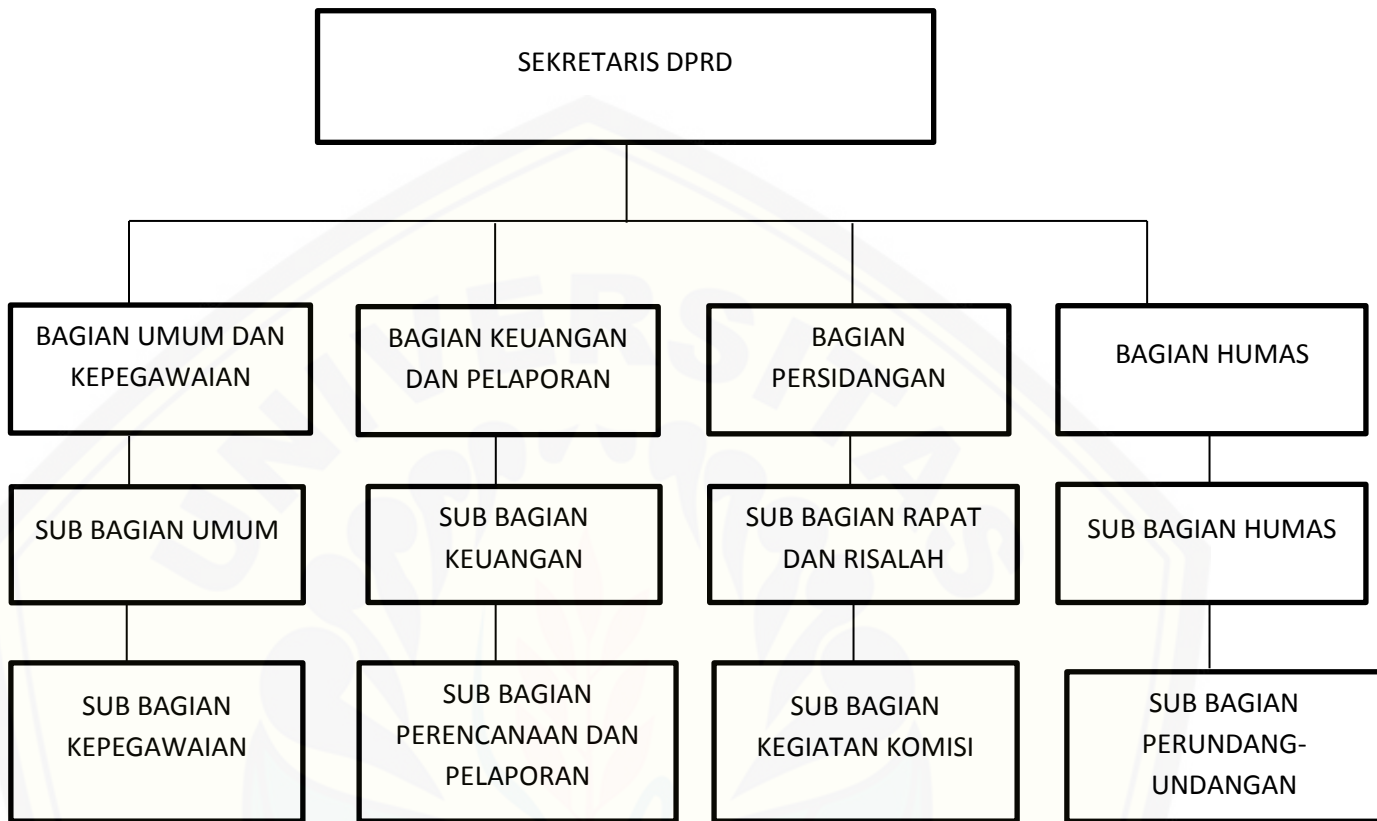 SEKRETARIS DPRD
BAGIAN UMUM DAN
KEPEGAWAIAN
BAGIAN KEUANGAN
DAN PELAPORAN
BAGIAN
PERSIDANGAN
BAGIAN HUMAS
SUB BAGIAN UMUM
SUB BAGIAN
KEUANGAN
SUB BAGIAN RAPAT
DAN RISALAH
SUB BAGIAN HUMAS
SUB BAGIAN
KEPEGAWAIAN
SUB BAGIAN
PERENCANAAN DAN
PELAPORAN
SUB BAGIAN
KEGIATAN KOMISI
SUB BAGIAN
PERUNDANG-
UNDANGAN
UNIVERSITAS